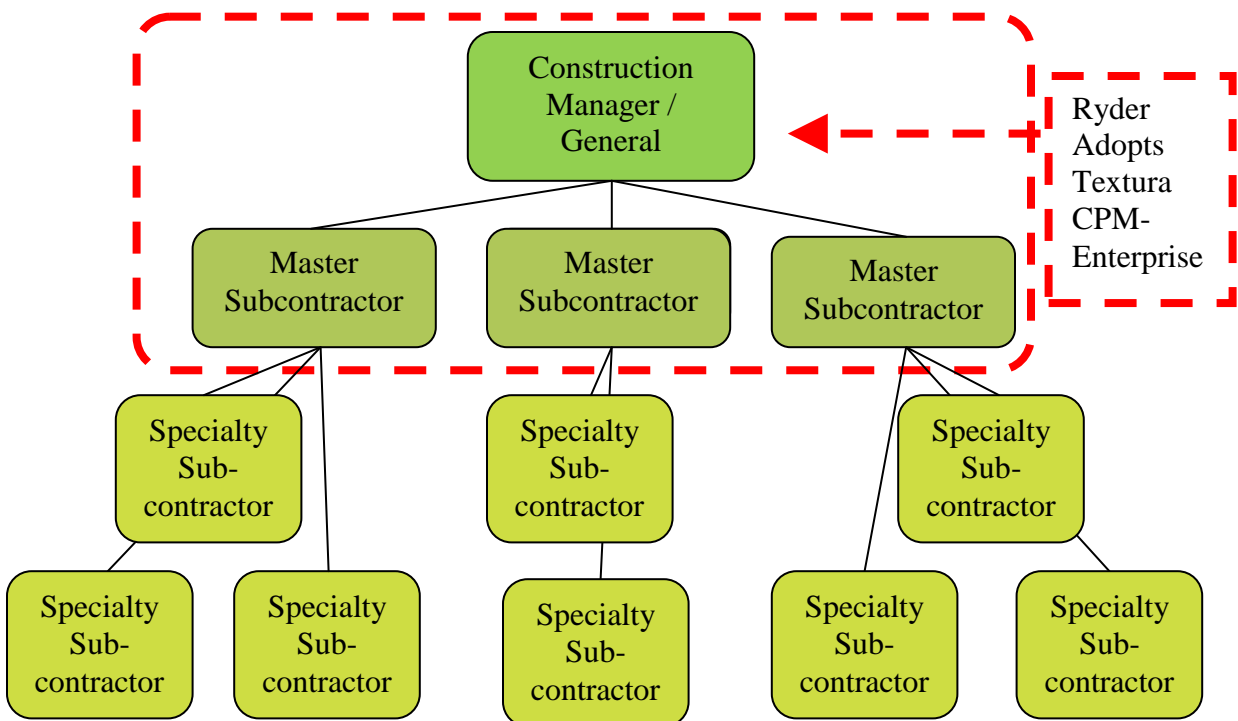 Construction
Manager /
General
Ryder
Adopts
Textura
CPM-
Enterprise
Master
Subcontractor
Master
Subcontractor
Master
Subcontractor
Specialty
Sub-
contractor
Specialty
Sub-
contractor
Specialty
Sub-
contractor
Specialty
Sub-
contractor
Specialty
Sub-
contractor
Specialty
Sub-
contractor
Specialty
Sub-
contractor
Specialty
Sub-
contractor